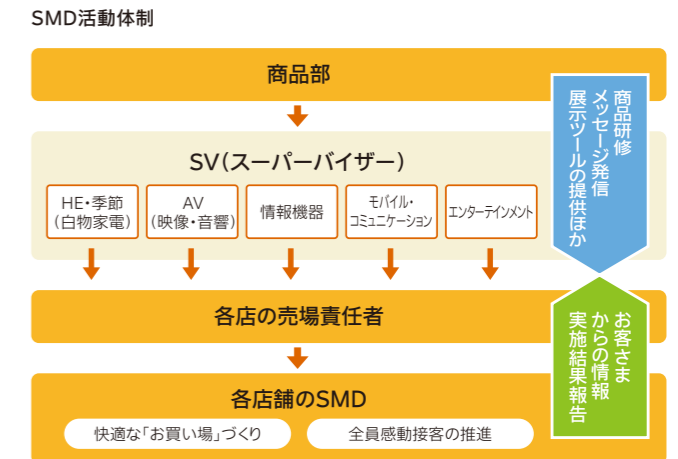 SMD活動体制
商品部
SV(スーパーバイザー)
HE・季節
(白物家電)
AV
(映像・音響)
情報機器
モバイル・
コミュニケーション
エンターテインメント
各店の売場責任者
各店舗のSMD
快適な「お買い場」づくり
全員感動接客の推進
商品研修
メッセージ発信
展示ツールの提供ほか
お客さま
からの情報
実施結果報告